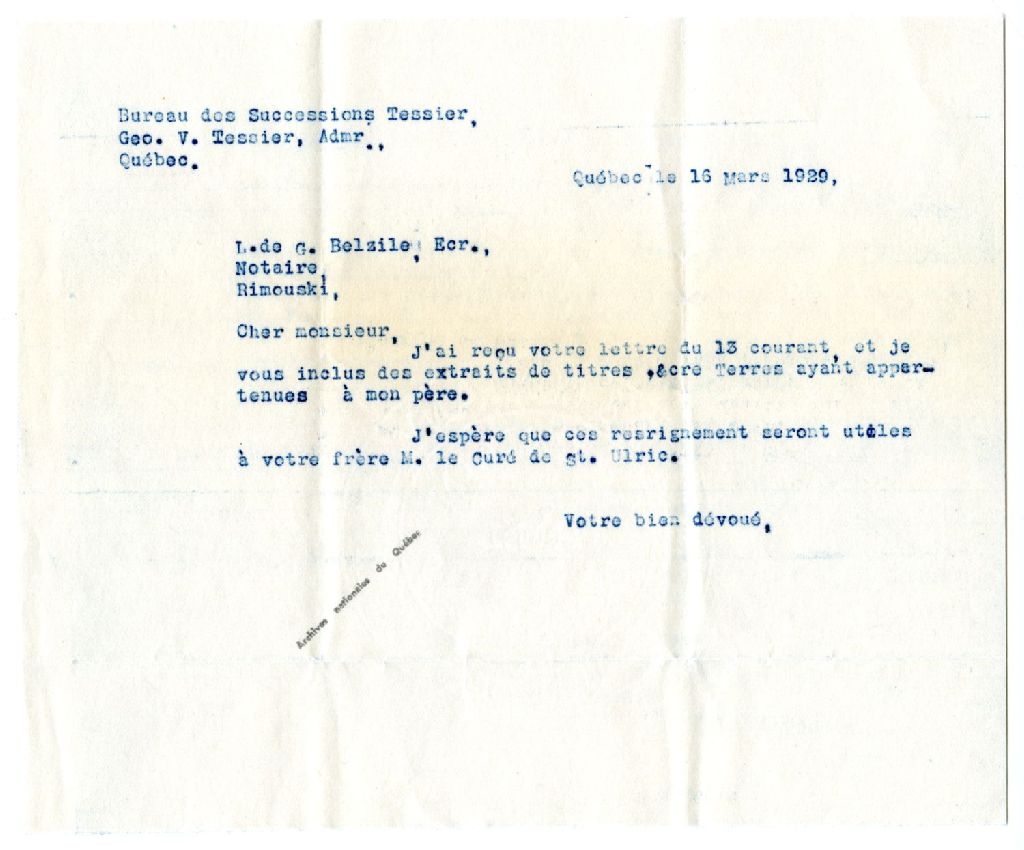 Bureau des Successions Tessier,
Geo. V. Tessier, Admr.,
Québec.
Québec le 16 Mars 1929,
L.de G. Belzile, Ecr.,
Notaire,
Rimouski,
Cher monsieur,
J'ai reçu votre lettre du 13 courant, et je
vous inclus des extraits de titres Terres ayant apper-
tenues à mon père.
J'espère que ces resrignement seront utiles
à votre frère M. le Curé de St. Ulric.
Votre bien dévoué,
Archives nationales du Québec